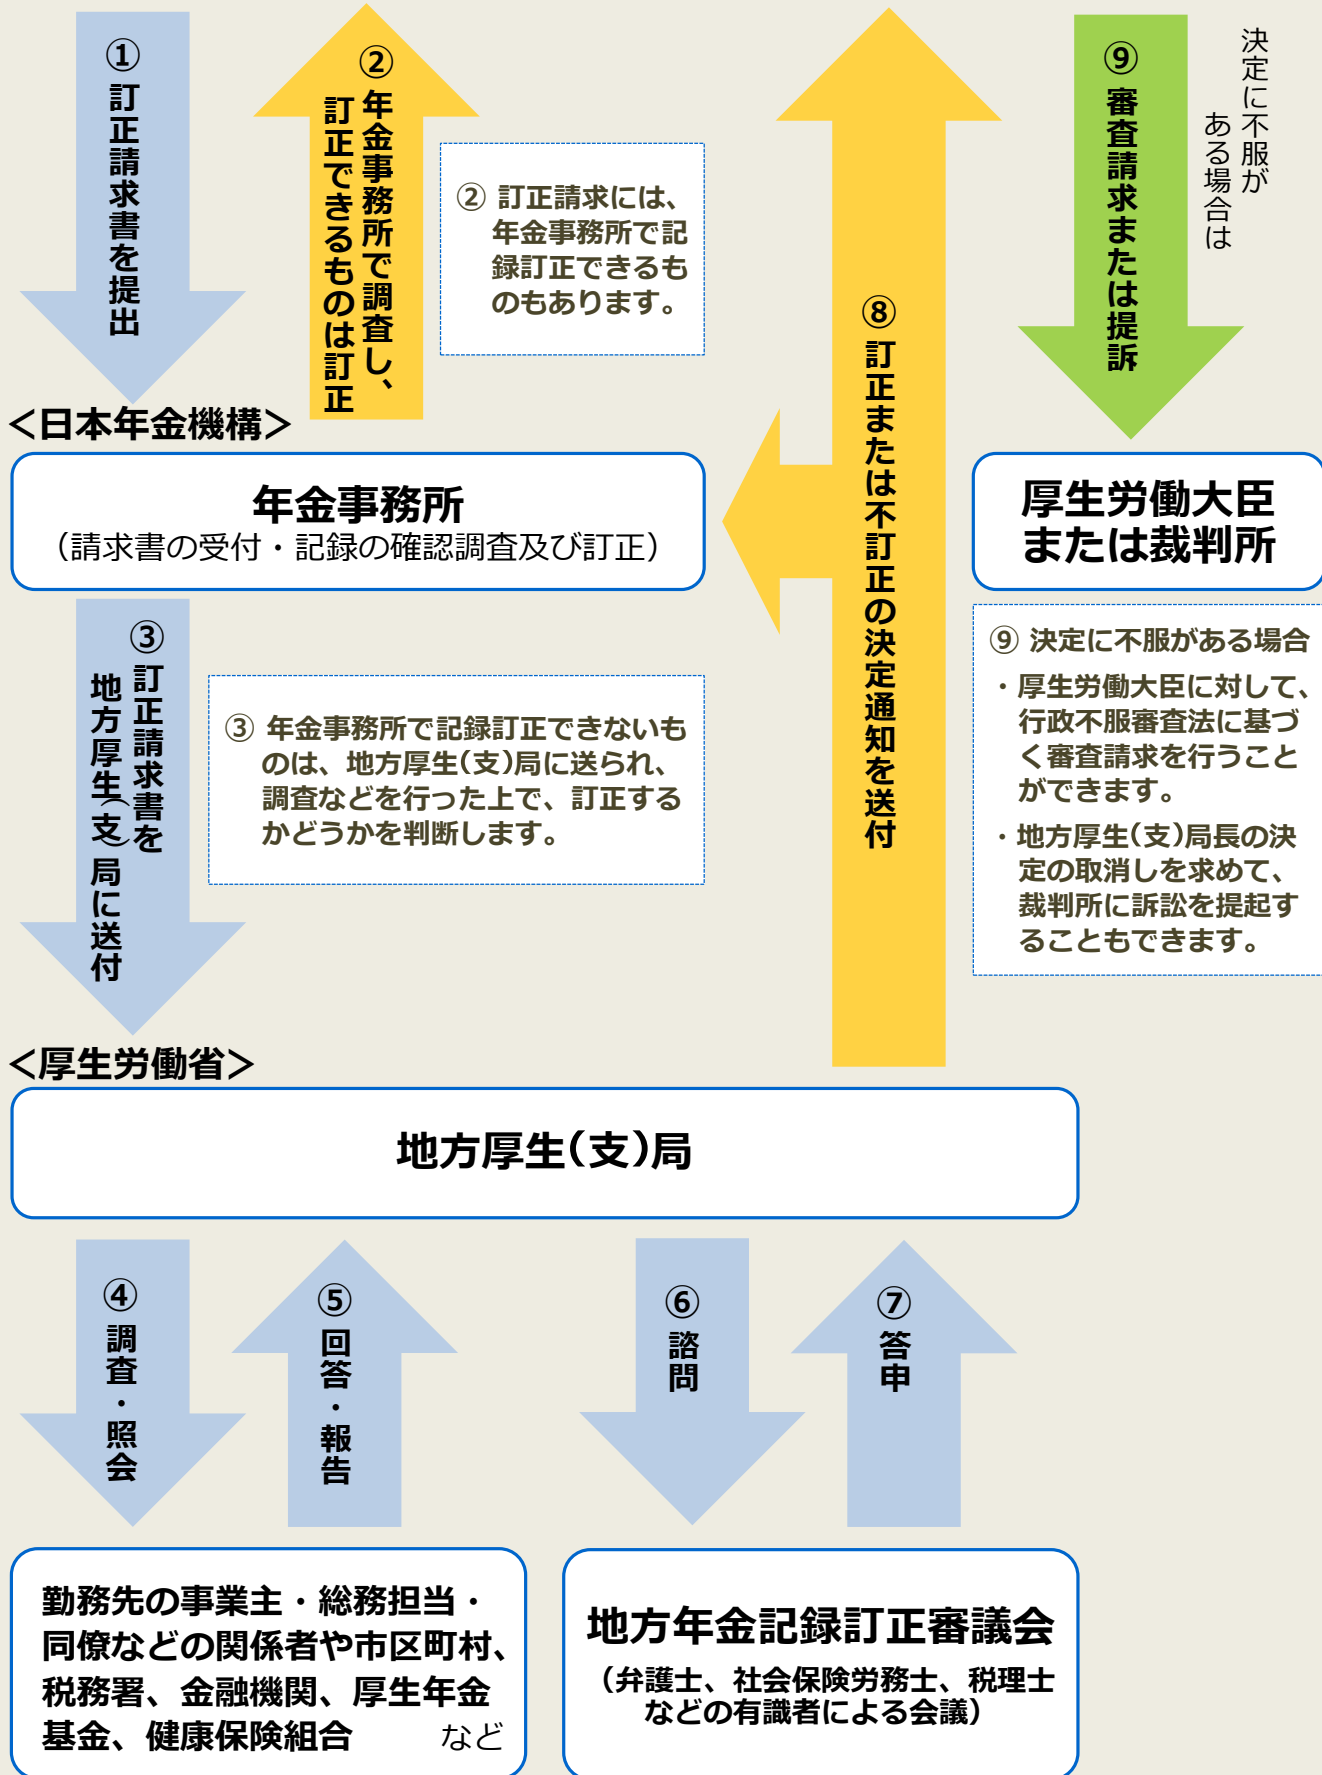 ① 訂正請求書を提出
② 年金事務所で調査し、
訂正できるものは訂正
② 訂正請求には、
年金事務所で記
録訂正できるも
のもあります。
⑧ 訂正または不訂正の決定通知を送付
⑨ 審査請求または提訴
決定に不服が
ある場合は
<日本年金機構>
年金事務所
（請求書の受付・記録の確認調査及び訂正）
厚生労働大臣
または裁判所
③ 訂正請求書を
地方厚生（支）局に送付
③ 年金事務所で記録訂正できないも
のは、地方厚生（支）局に送られ、
調査などを行った上で、訂正する
かどうかを判断します。
⑨ 決定に不服がある場合
・厚生労働大臣に対して、
行政不服審査法に基づ
く審査請求を行うこと
ができます。
・地方厚生（支）局長の決
定の取消しを求めて、
裁判所に訴訟を提起す
ることもできます。
<厚生労働省>
地方厚生（支）局
④ 調査・照会
⑤ 回答・報告
⑥ 諮問
⑦ 答申
勤務先の事業主・総務担当・
同僚などの関係者や市区町村、
税務署、金融機関、厚生年金
基金、健康保険組合 など
地方年金記録訂正審議会
（弁護士、社会保険労務士、税理士
などの有識者による会議）